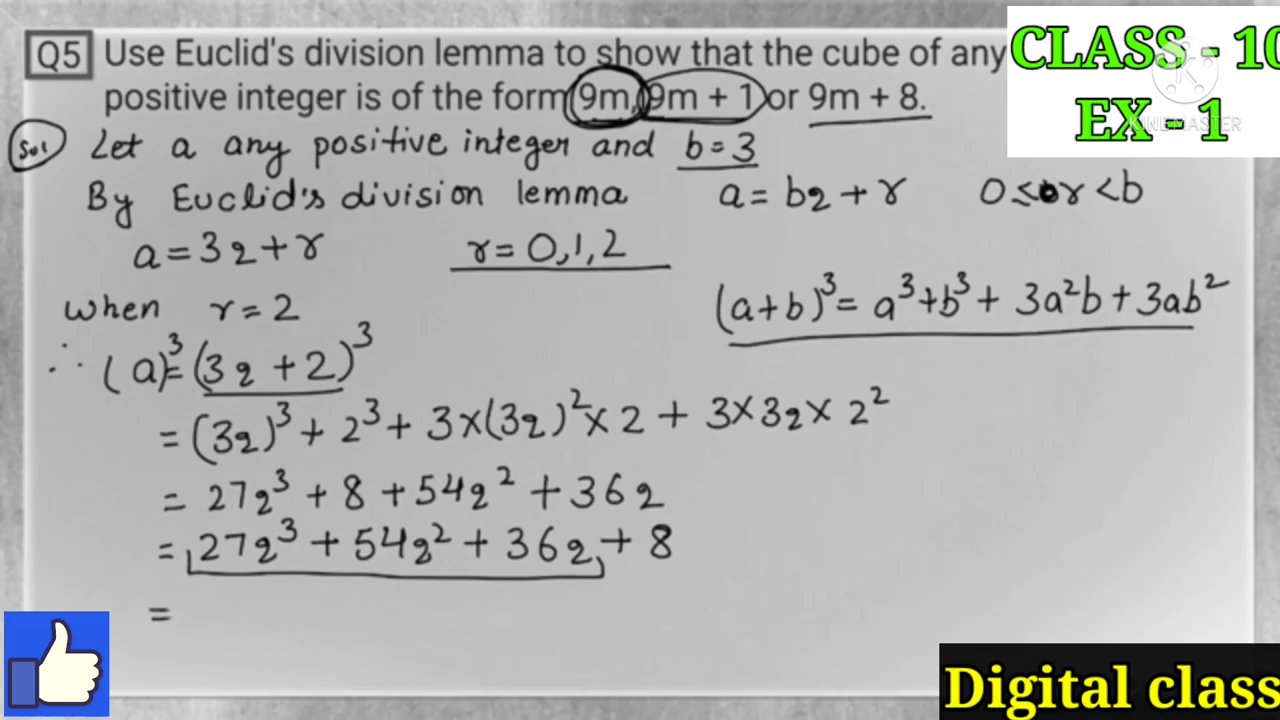 Q5 Use Euclid's division lemma to show that the cube of any
positive integer is of the form 9m, 9m + 1 or 9m + 8.
CLASS - 10
EX - 1
KINEMASTER
Sol Let a any positive integer and b = 3
By Euclid's division lemma a = bq + r 0 ≤ r < b
a = 3q + r r = 0, 1, 2
when r = 2 (a+b)³ = a³ + b³ + 3a²b + 3ab²
∴ (a)³ = (3q + 2)³
= (3q)³ + 2³ + 3×(3q)²×2 + 3×3q×2²
= 27q³ + 8 + 54q² + 36q
= 27q³ + 54q² + 36q + 8
=
Digital class